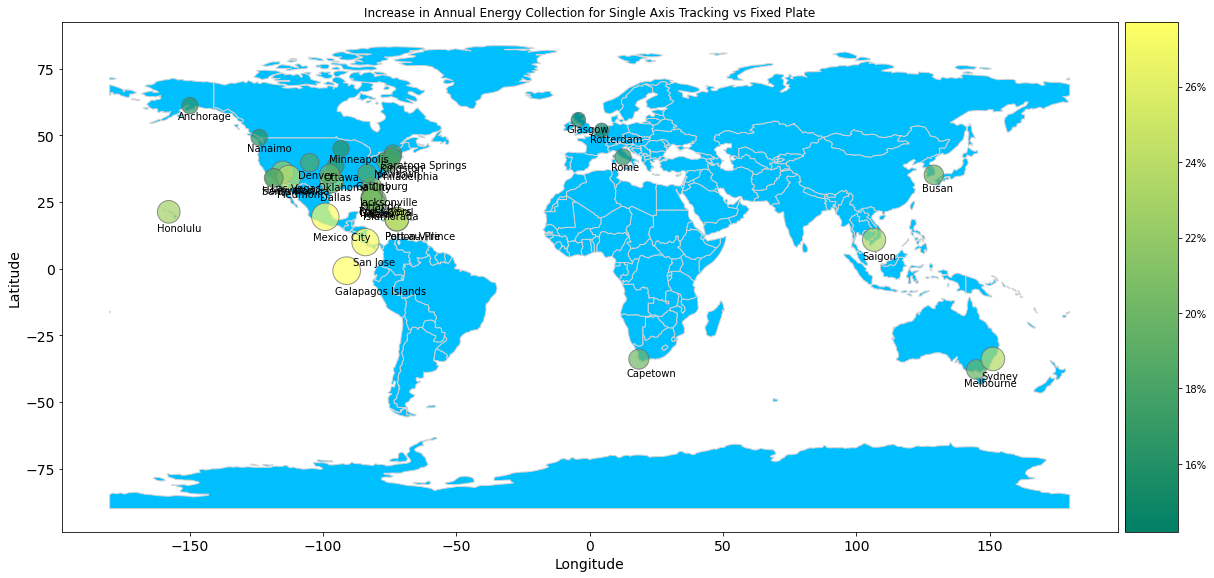 Increase in Annual Energy Collection for Single Axis Tracking vs Fixed Plate
75
50
25
0
−25
−50
−75
Latitude
−150
−100
−50
0
50
100
150
Longitude
26%
24%
22%
20%
18%
16%
Anchorage
Nanaimo
Honolulu
Minneapolis
Denver
Ottawa
Oklahoma City
Dallas
Las Vegas
Saratoga Springs
Philadelphia
Gatlinburg
Jacksonville
Islamorada
Port-au-Prince
Mexico City
San Jose
Galapagos Islands
Glasgow
Rotterdam
Rome
Capetown
Busan
Saigon
Sydney
Melbourne